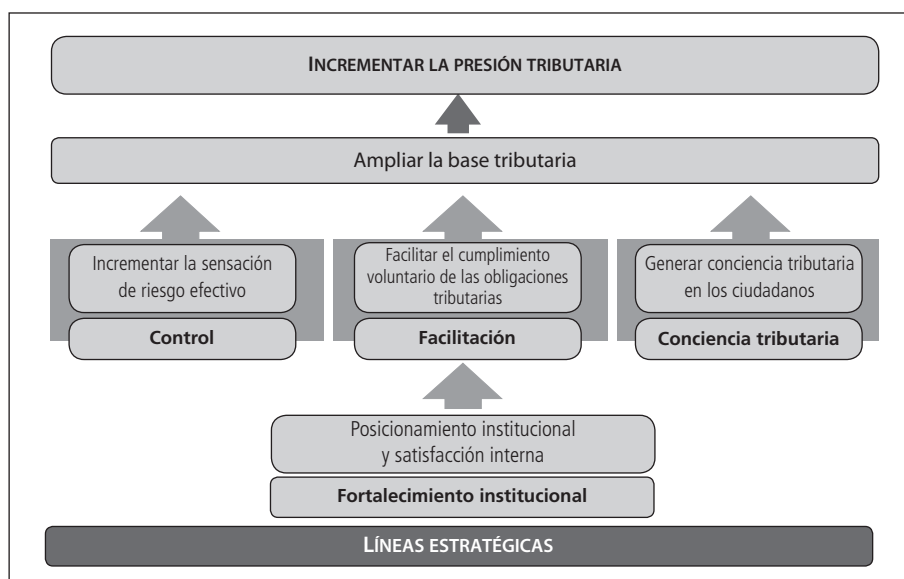 INCREMENTAR LA PRESIÓN TRIBUTARIA
Ampliar la base tributaria
Incrementar la sensación
de riesgo efectivo
Control
Facilitar el cumplimiento
voluntario de las obligaciones
tributarias
Facilitación
Generar conciencia tributaria
en los ciudadanos
Conciencia tributaria
Posicionamiento institucional
y satisfacción interna
Fortalecimiento institucional
LÍNEAS ESTRATÉGICAS